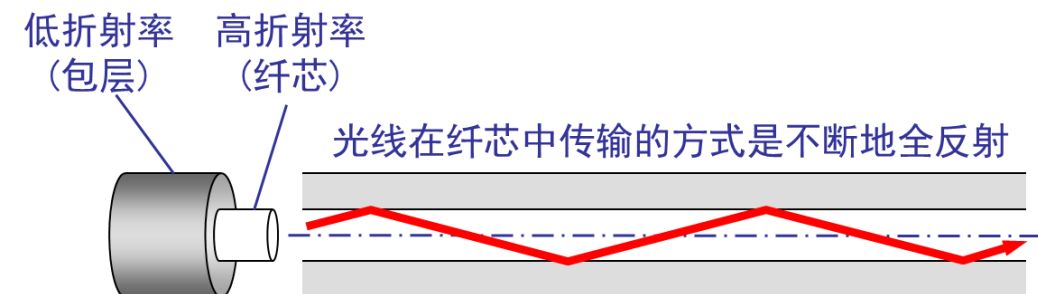 低折射率
（包层）
高折射率
（纤芯）
光线在纤芯中传输的方式是不断地全反射